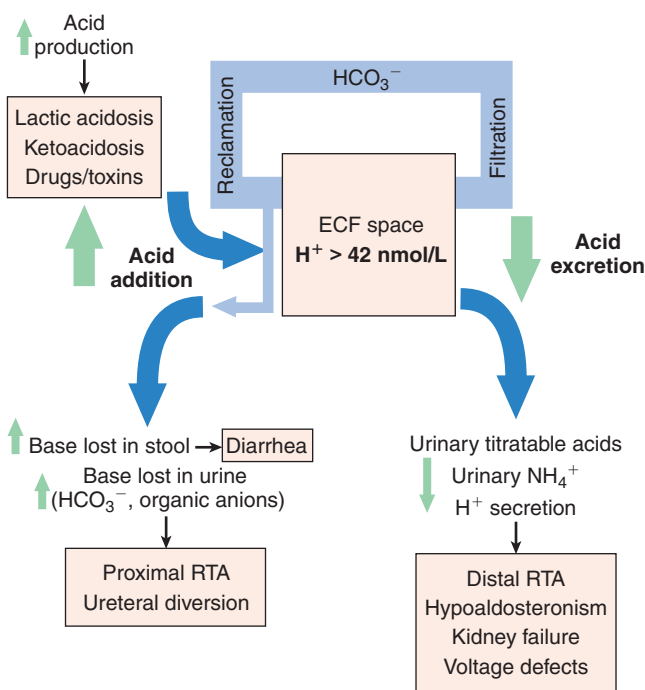 Acid
production
Lactic acidosis
Ketoacidosis
Drugs/toxins
Acid
addition
HCO₃⁻
Reclamation
Filtration
ECF space
H⁺ > 42 nmol/L
Acid
excretion
Base lost in stool
Diarrhea
Base lost in urine
(HCO₃⁻, organic anions)
Proximal RTA
Ureteral diversion
Urinary titratable acids
Urinary NH₄⁺
H⁺ secretion
Distal RTA
Hypoaldosteronism
Kidney failure
Voltage defects